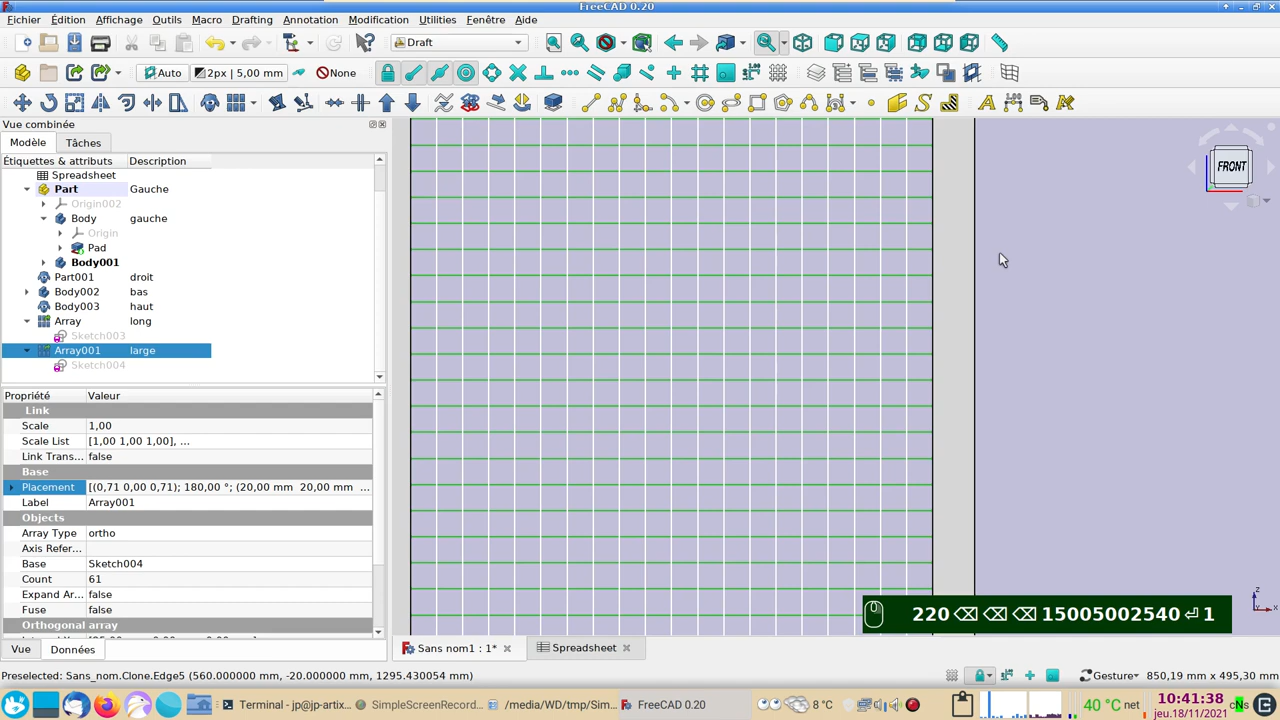 FreeCAD 0.20
Fichier Édition Affichage Outils Macro Drafting Annotation Modification Utilities Fenêtre Aide
Draft
Auto 2px | 5,00 mm None
Vue combinée
Modèle Tâches
Étiquettes & attributs Description
Spreadsheet
Part Gauche
Origin002
Body gauche
Origin
Pad
Body001
Part001 droit
Body002 bas
Body003 haut
Array long
Sketch003
Array001 large
Sketch004
Propriété Valeur
Link
Scale 1,00
Scale List [1,00 1,00 1,00], ...
Link Trans... false
Base
Placement [(0,71 0,00 0,71); 180,00 °; (20,00 mm 20,00 mm ...
Label Array001
Objects
Array Type ortho
Axis Refer...
Base Sketch004
Count 61
Expand Ar... false
Fuse false
Orthogonal array
Vue Données
FRONT
Z
X
220 ⌫ ⌫ ⌫ 15005002540 ⏎ 1
Sans nom1 : 1* Spreadsheet
Preselected: Sans_nom.Clone.Edge5 (560.000000 mm, -20.000000 mm, 1295.430054 mm)
Gesture 850,19 mm x 495,30 mm
Terminal - jp@jp-artix... SimpleScreenRecord... /media/WD/tmp/Sim... FreeCAD 0.20
8 °C
40 °C
10:41:38
jeu.18/11/2021